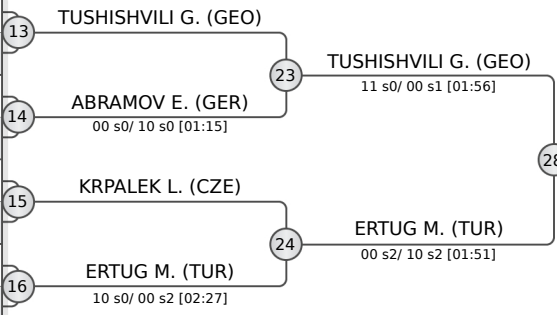 TUSHISHVILI G. (GEO)
13
23
TUSHISHVILI G. (GEO)
11 s0/ 00 s1 [01:56]
ABRAMOV E. (GER)
14
00 s0/ 10 s0 [01:15]
28
KRPALEK L. (CZE)
15
24
ERTUG M. (TUR)
00 s2/ 10 s2 [01:51]
ERTUG M. (TUR)
16
10 s0/ 00 s2 [02:27]